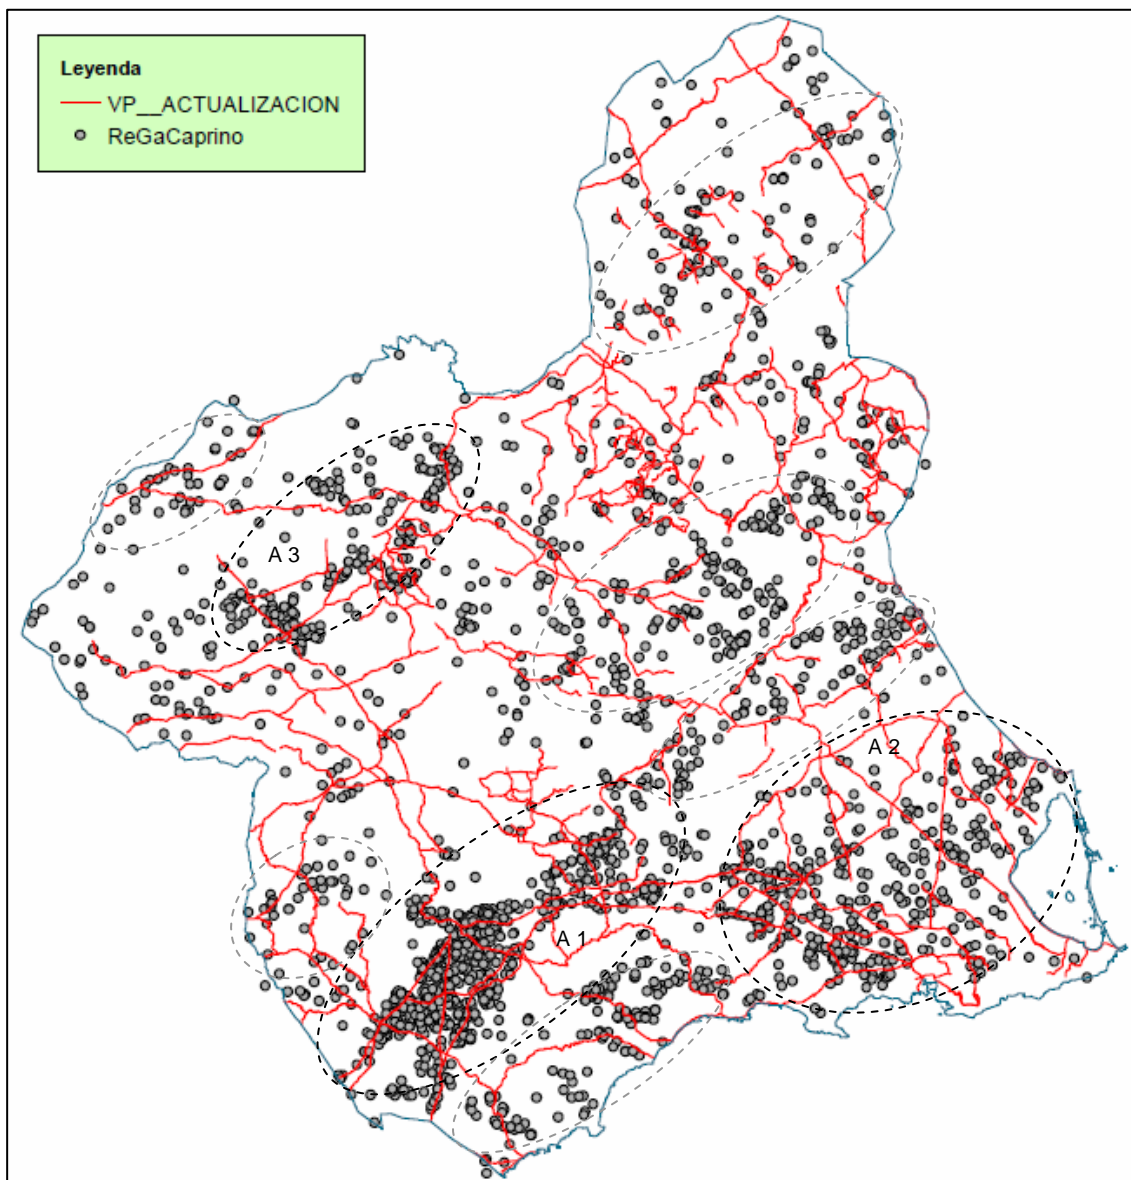 Leyenda
VP__ACTUALIZACION
ReGaCaprino
A 3
A 2
A 1